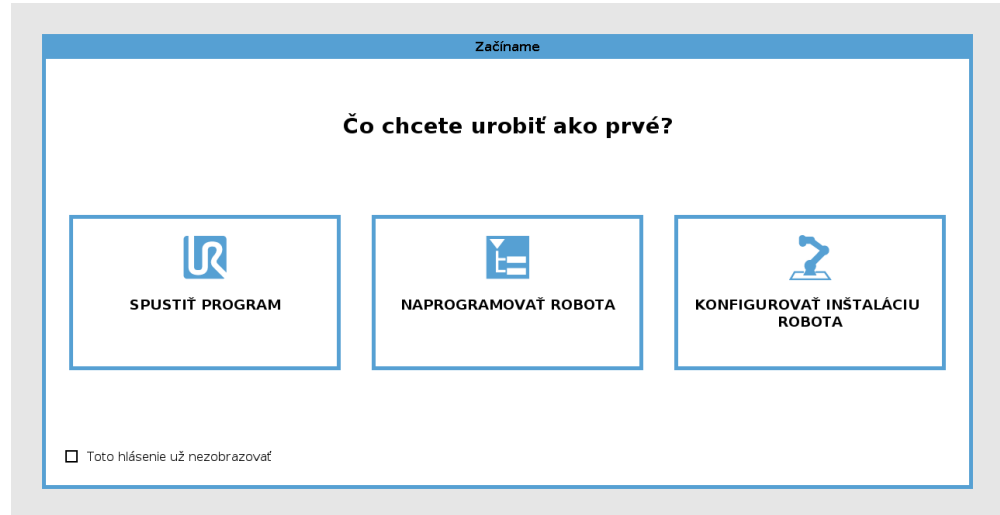 Začíname
Čo chcete urobiť ako prvé?
SPUSTIŤ PROGRAM
NAPROGRAMOVAŤ ROBOTA
KONFIGUROVAŤ INŠTALÁCIU
ROBOTA
Toto hlásenie už nezobrazovať